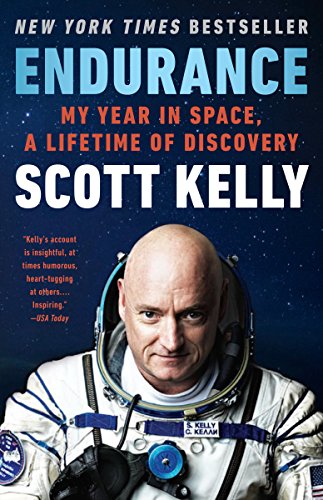 NEW YORK TIMES BESTSELLER
ENDURANCE
MY YEAR IN SPACE,
A LIFETIME OF DISCOVERY
SCOTT KELLY
"Kelly's account
is insightful, at
times humorous,
heart-tugging
at others....
Inspiring."
—USA Today
S. KELLY
С. КЕЛЛИ